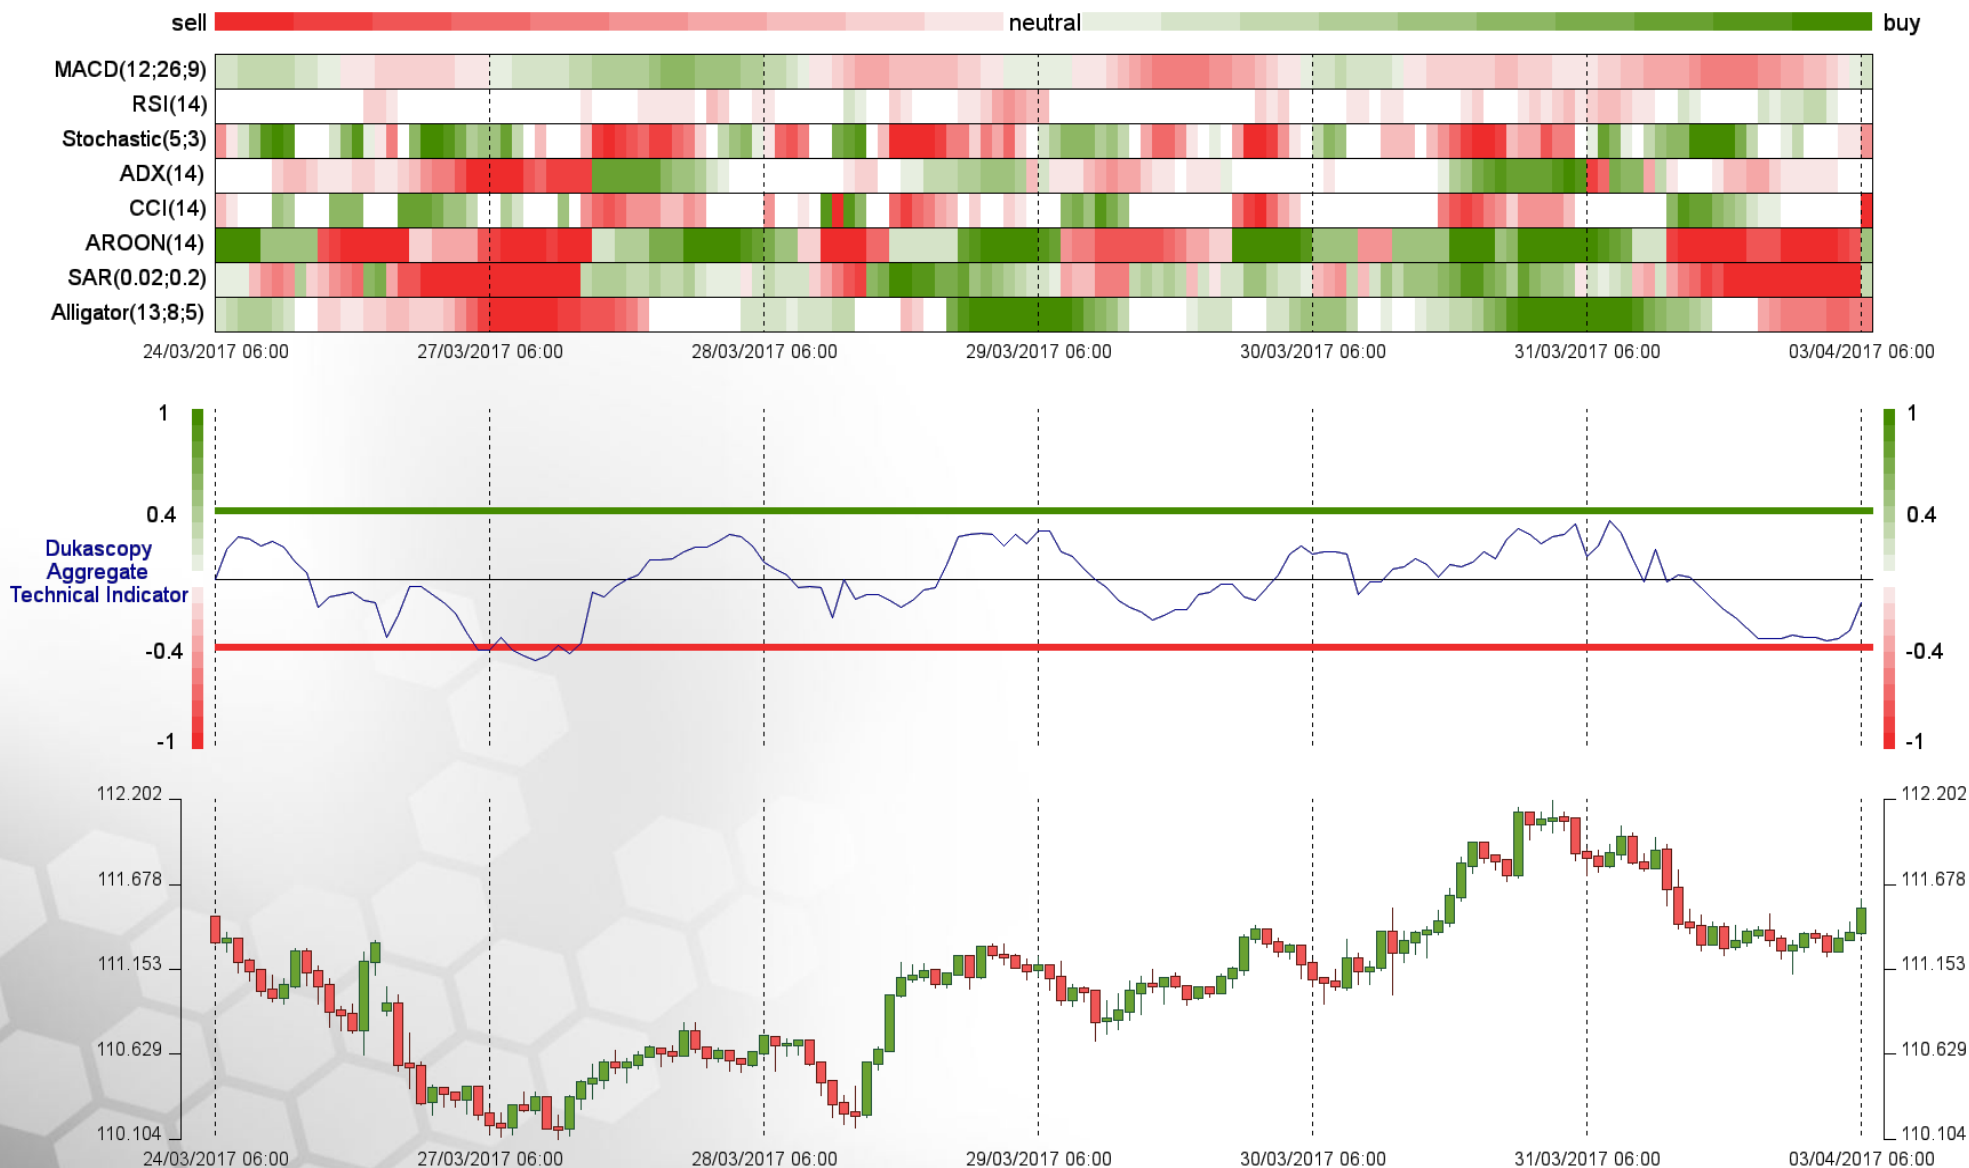 sell neutral buy
MACD(12;26;9)
RSI(14)
Stochastic(5;3)
ADX(14)
CCI(14)
AROON(14)
SAR(0.02;0.2)
Alligator(13;8;5)
24/03/2017 06:00 27/03/2017 06:00 28/03/2017 06:00 29/03/2017 06:00 30/03/2017 06:00 31/03/2017 06:00 03/04/2017 06:00
1 1
0.4 0.4
Dukascopy
Aggregate
Technical Indicator
-0.4 -0.4
-1 -1
112.202 112.202
111.678 111.678
111.153 111.153
110.629 110.629
110.104 110.104
24/03/2017 06:00 27/03/2017 06:00 28/03/2017 06:00 29/03/2017 06:00 30/03/2017 06:00 31/03/2017 06:00 03/04/2017 06:00